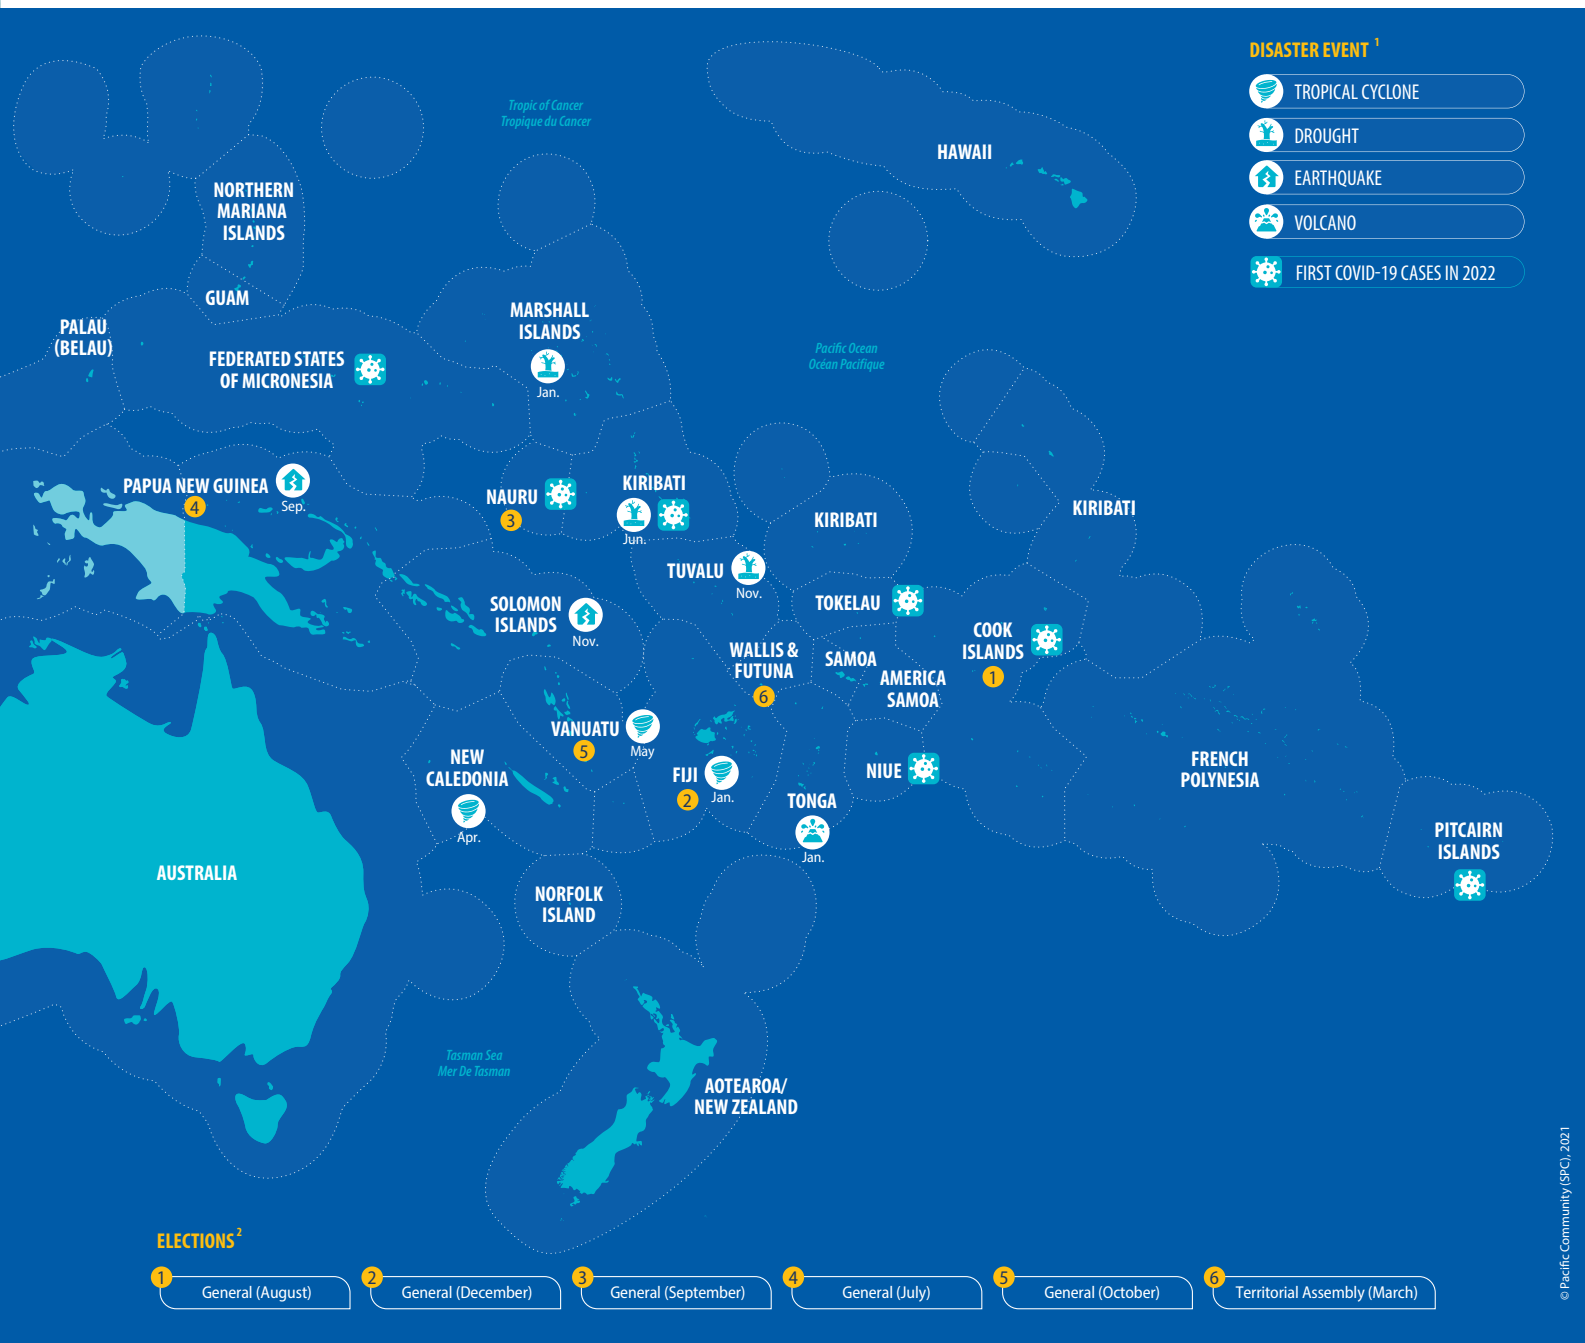 DISASTER EVENT 1
TROPICAL CYCLONE
DROUGHT
EARTHQUAKE
VOLCANO
FIRST COVID-19 CASES IN 2022
Tropic of Cancer
Tropique du Cancer
HAWAII
NORTHERN
MARIANA
ISLANDS
GUAM
PALAU
(BELAU)
FEDERATED STATES
OF MICRONESIA
MARSHALL
ISLANDS
Jan.
Pacific Ocean
Océan Pacifique
PAPUA NEW GUINEA
4
Sep.
NAURU
3
KIRIBATI
Jun.
KIRIBATI
KIRIBATI
TUVALU
Nov.
TOKELAU
SOLOMON
ISLANDS
Nov.
COOK
ISLANDS
1
WALLIS &
FUTUNA
6
SAMOA
AMERICA
SAMOA
VANUATU
5
May
NEW
CALEDONIA
Apr.
FIJI
2
Jan.
TONGA
Jan.
NIUE
FRENCH
POLYNESIA
PITCAIRN
ISLANDS
AUSTRALIA
NORFOLK
ISLAND
Tasman Sea
Mer De Tasman
AOTEAROA/
NEW ZEALAND
© Pacific Community (SPC), 2021
ELECTIONS 2
1 General (August)
2 General (December)
3 General (September)
4 General (July)
5 General (October)
6 Territorial Assembly (March)